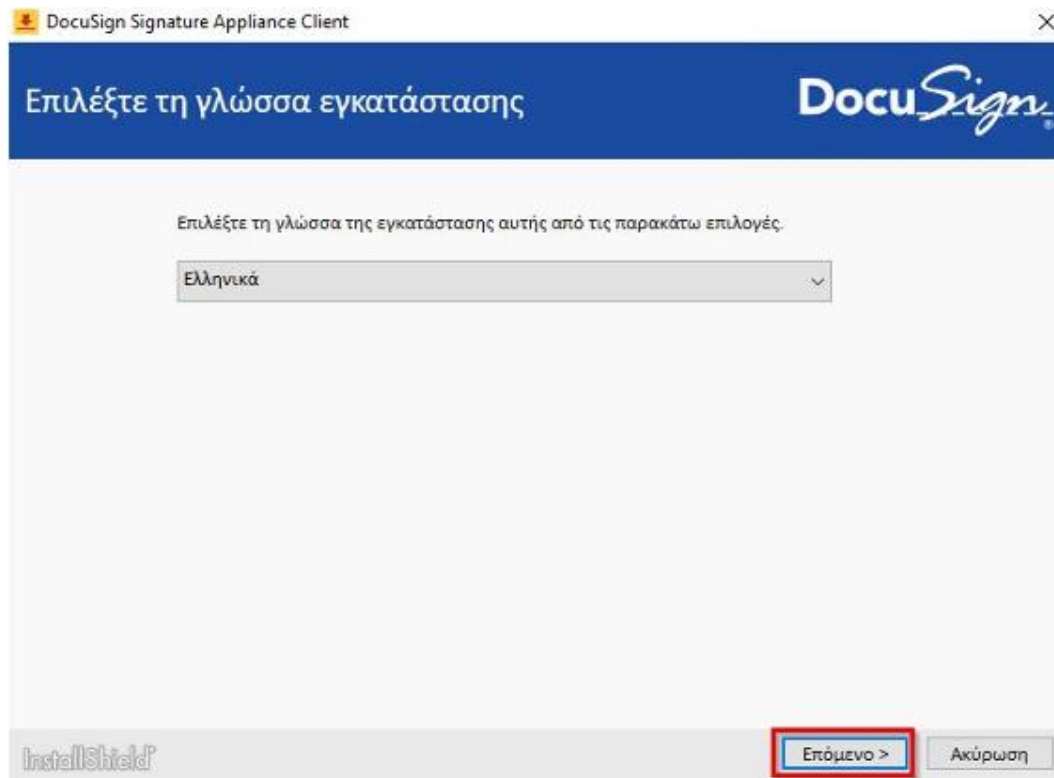 DocuSign Signature Appliance Client
Επιλέξτε τη γλώσσα εγκατάστασης
DocuSign®
Επιλέξτε τη γλώσσα της εγκατάστασης αυτής από τις παρακάτω επιλογές.
Ελληνικά
InstallShield
Επόμενο >
Ακύρωση